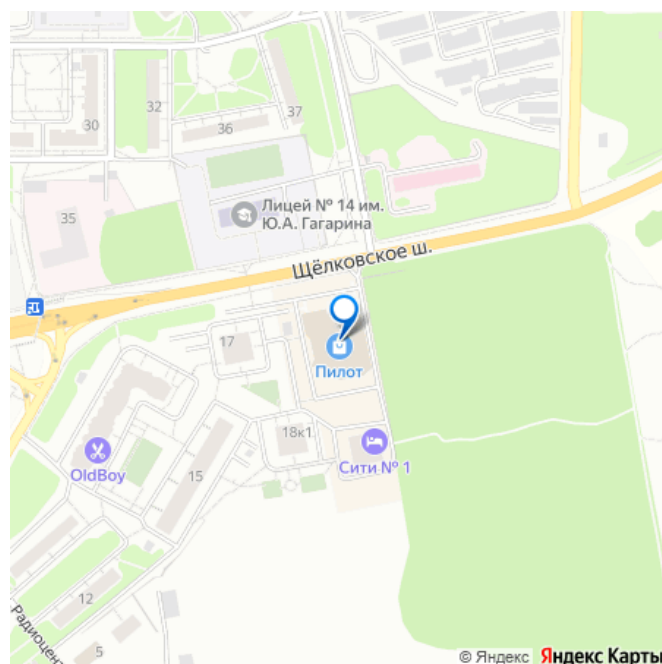 32
37
30
36
Лицей № 14 им.
Ю.А. Гагарина
35
Щёлковское ш.
17
Пилот
18к1
Сити № 1
OldBoy
15
12
Радиоцент
5
© Яндекс Яндекс Карты